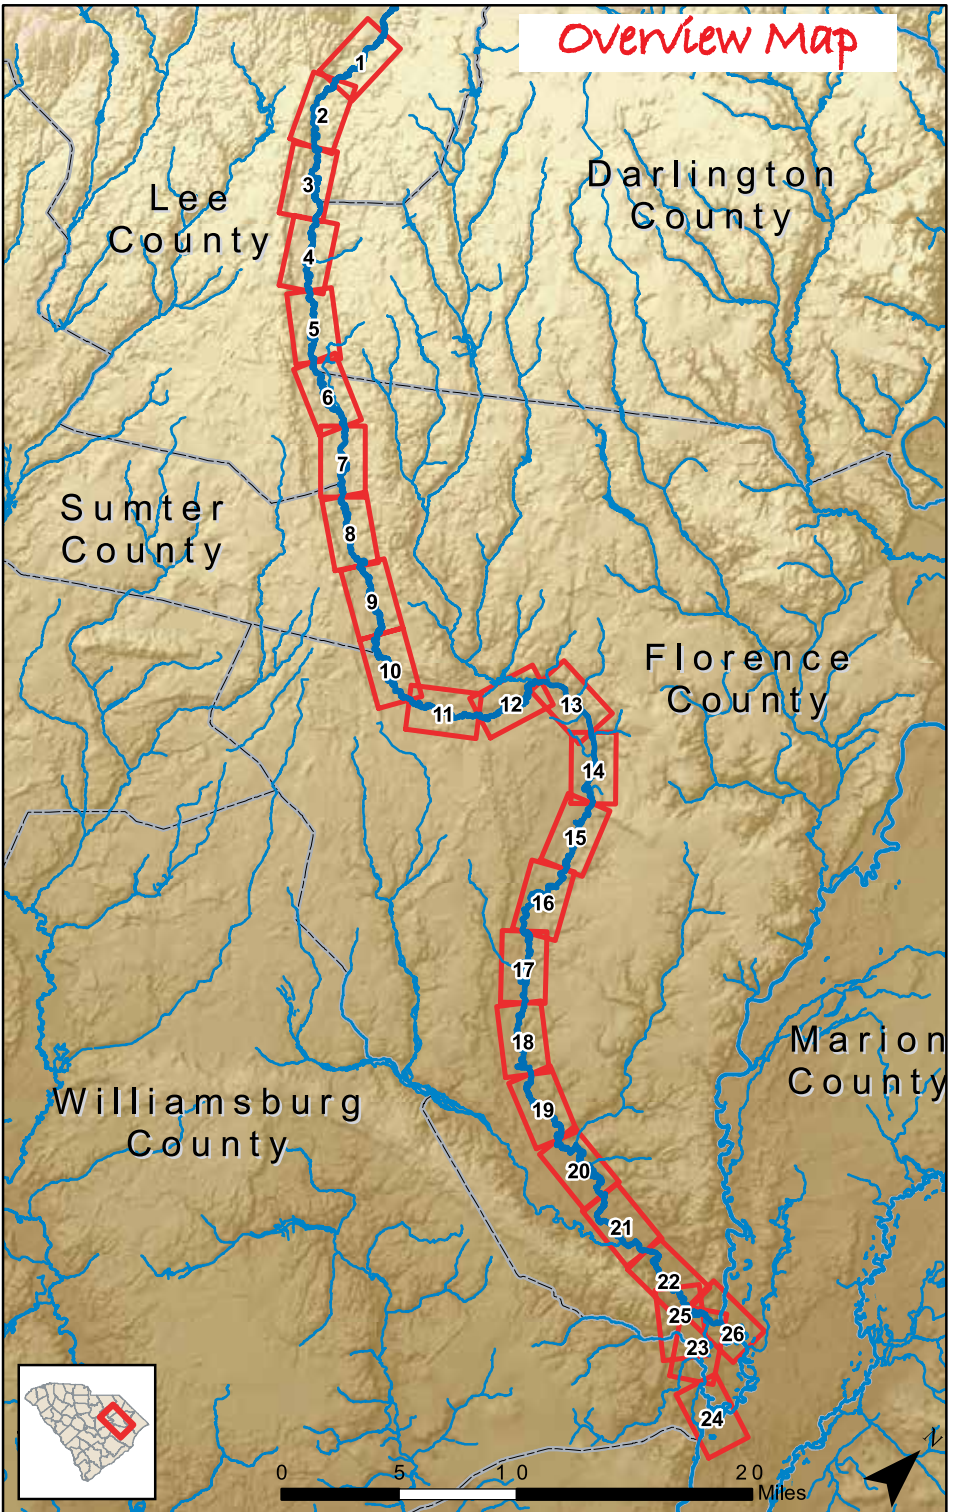 Overview Map
1
2
3
4
5
6
7
8
9
10
11
12
13
14
15
16
17
18
19
20
21
22
25
26
23
24
Lee
County
Darlington
County
Sumter
County
Florence
County
Marion
County
Williamsburg
County
N
0 5 10 20
Miles